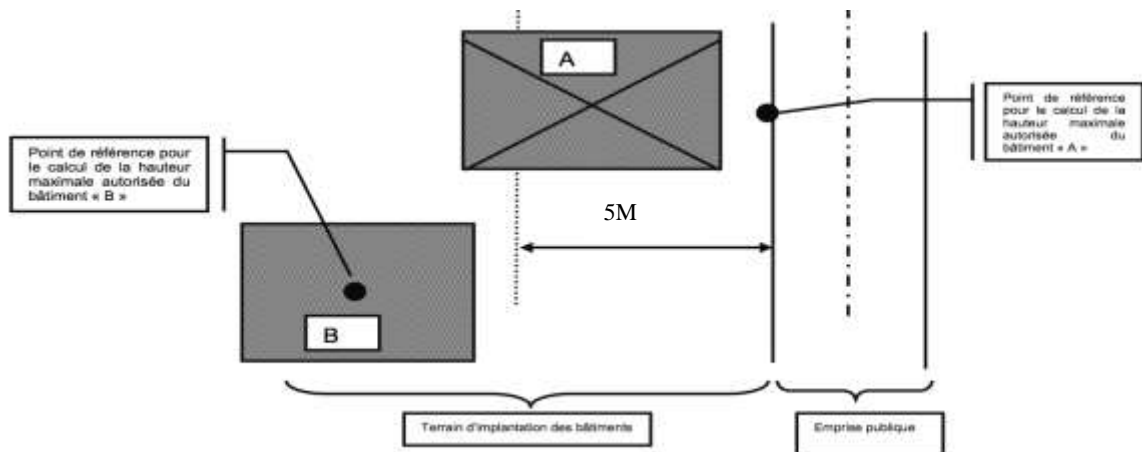 A
Point de référence
pour le calcul de la
hauteur maximale
autorisée du
bâtiment « A »
Point de référence pour
le calcul de la hauteur
maximale autorisée du
bâtiment « B »
5M
B
Terrain d'implantation des bâtiments
Emprise publique